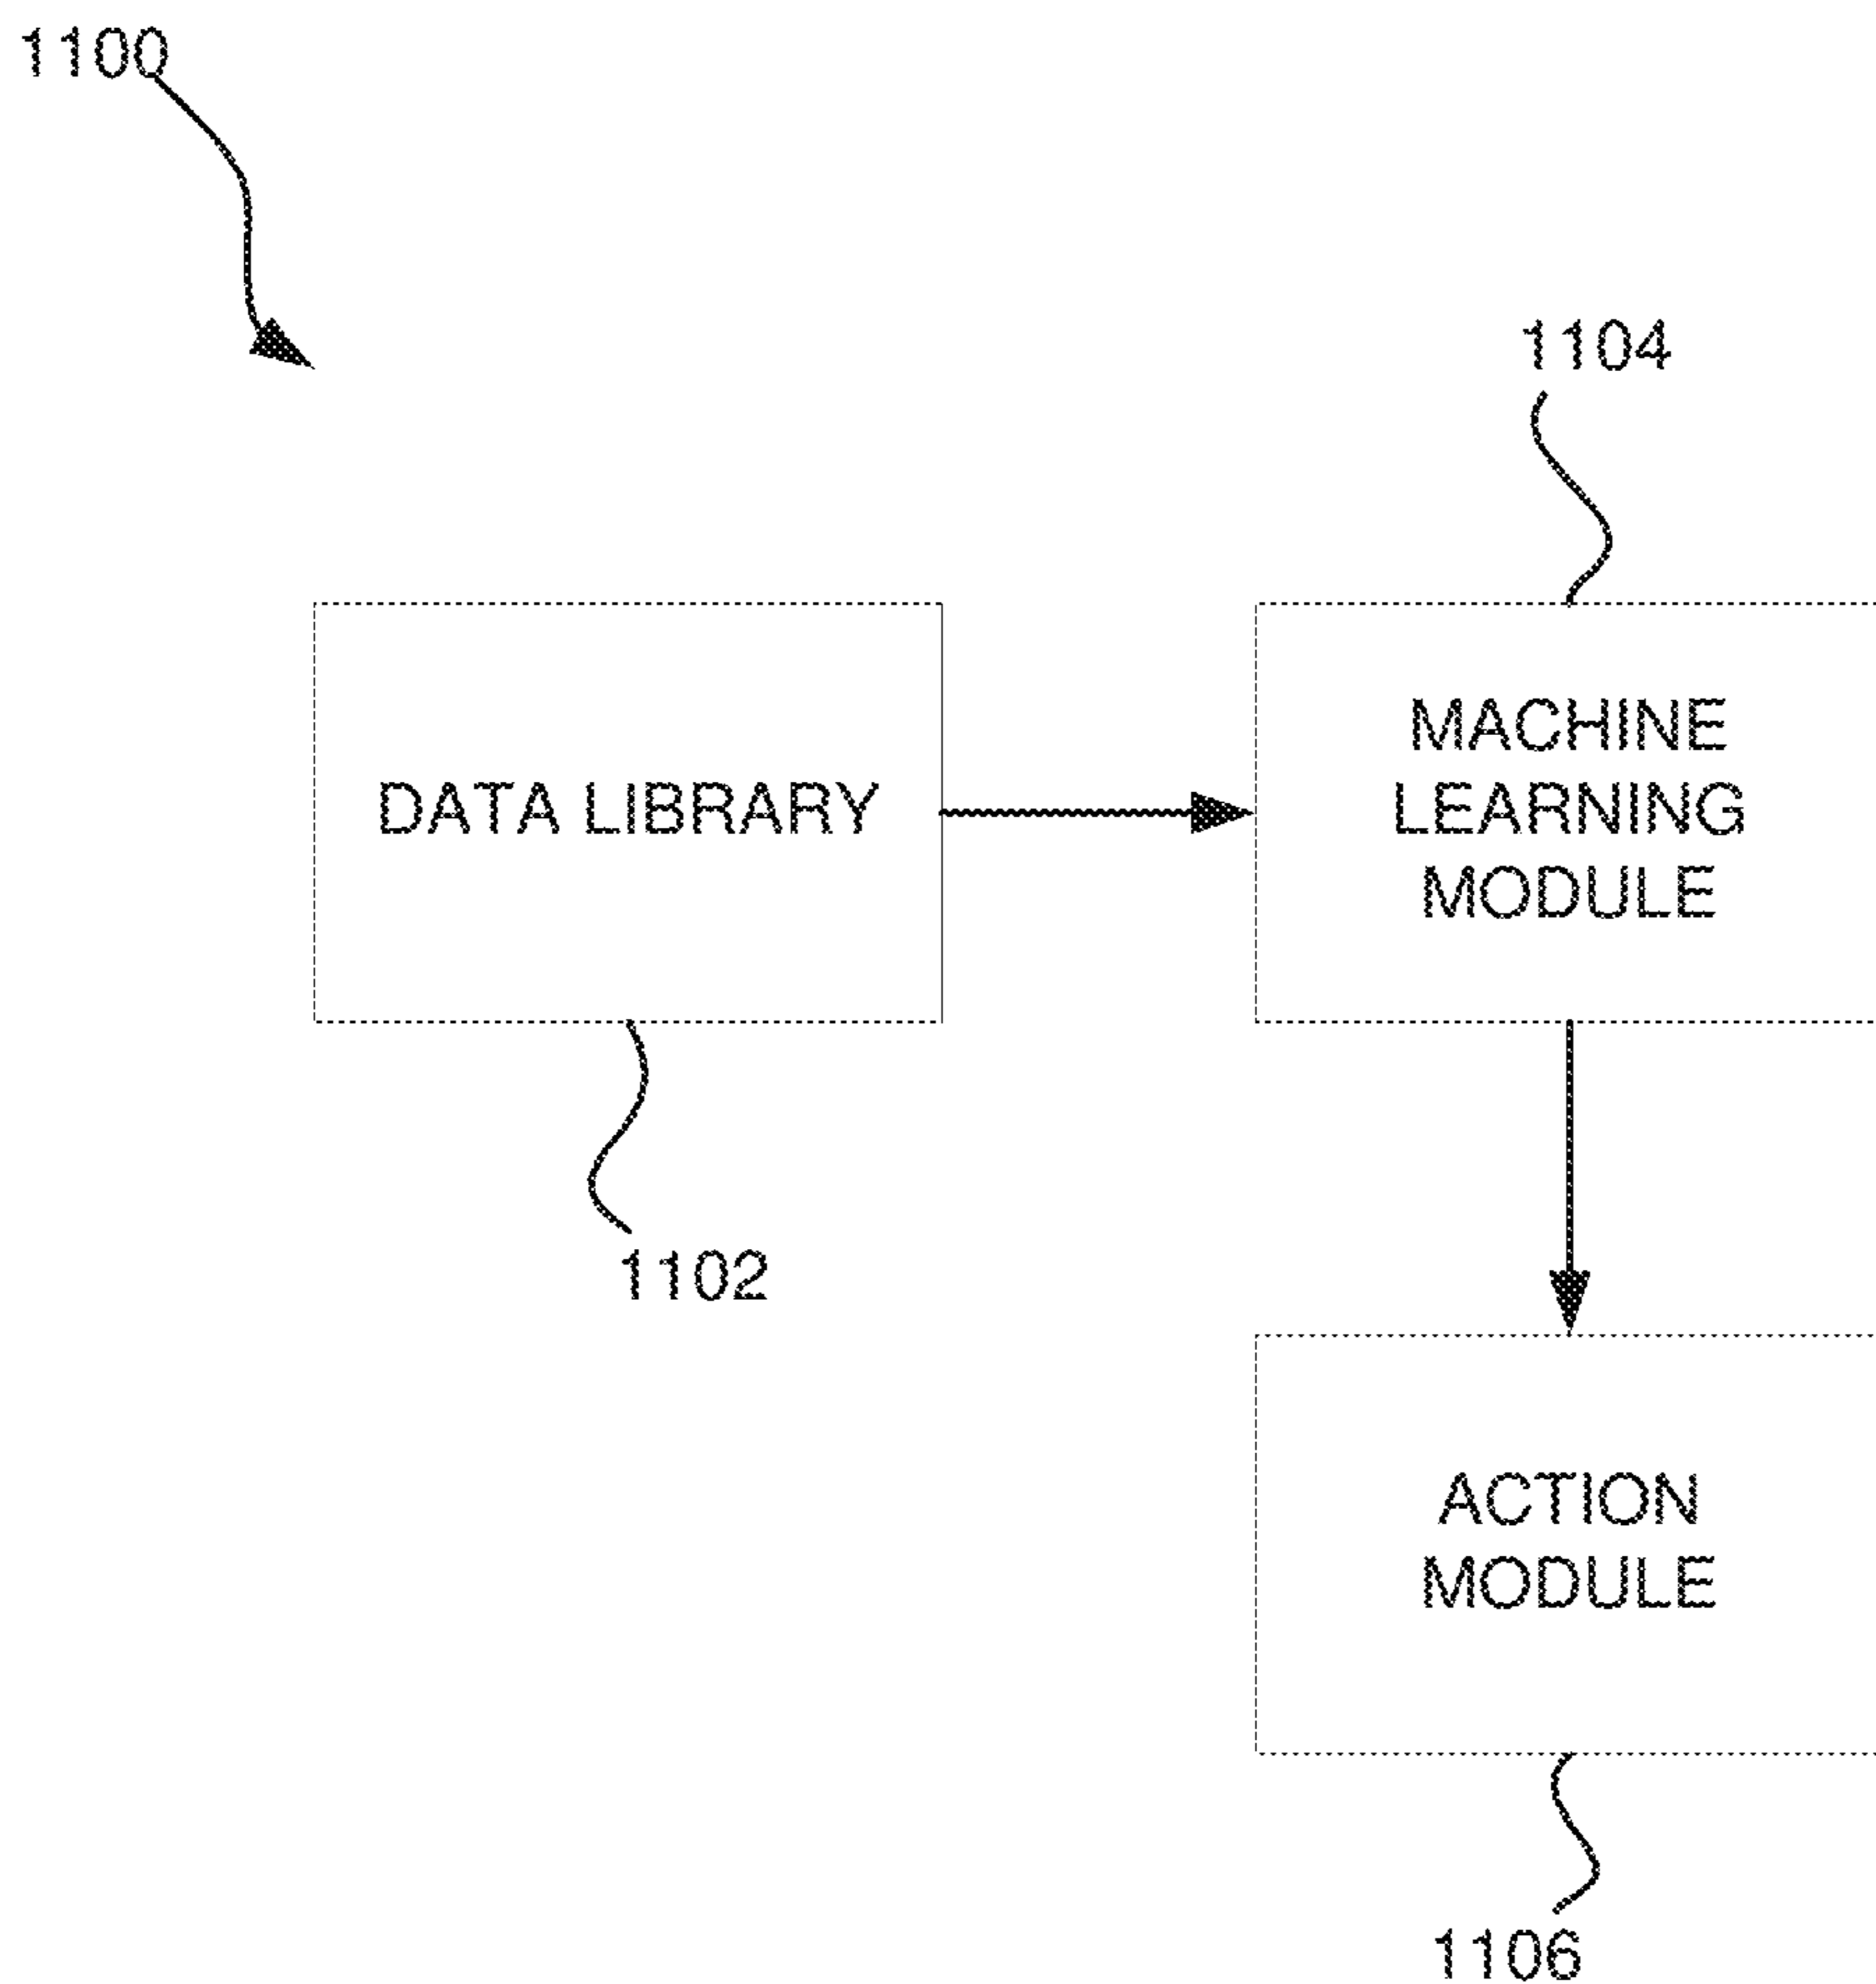 1100
1104
DATA LIBRARY
MACHINE
LEARNING
MODULE
1102
ACTION
MODULE
1106